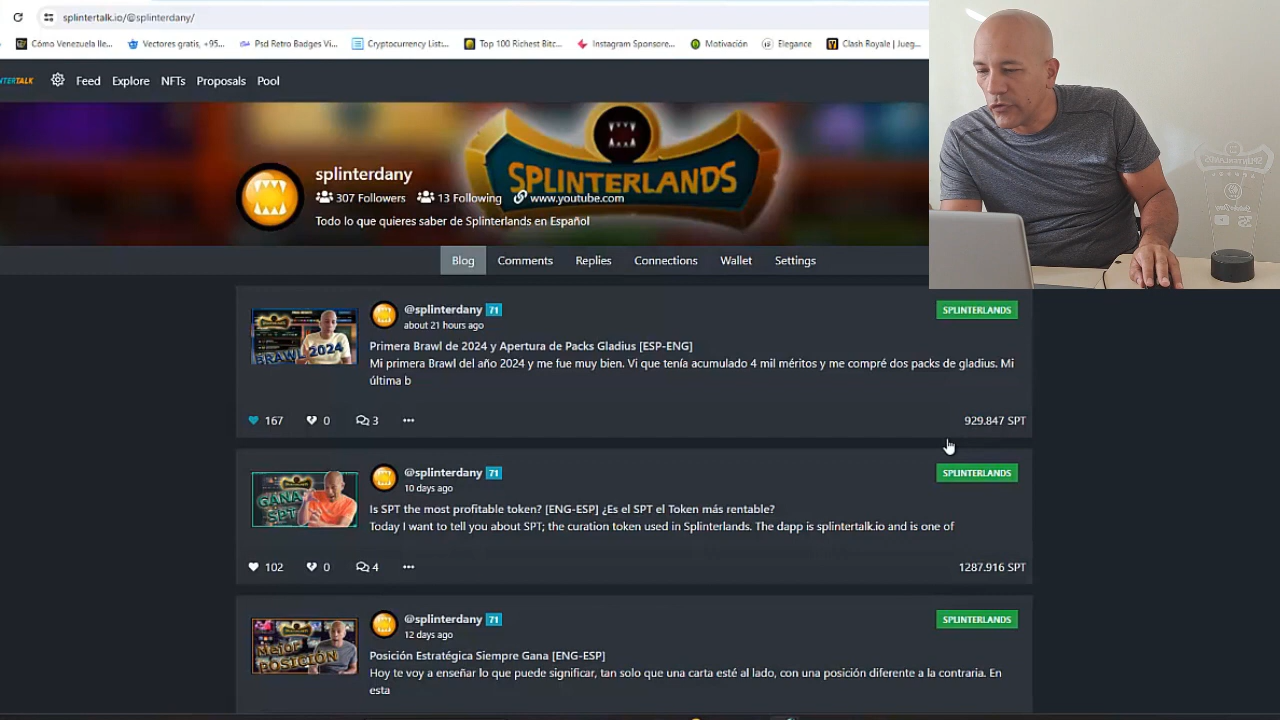 splintertalk.io/@splinterdany/
Cómo Venezuela lle... Vectores gratis, +95... Psd Retro Badges Vi... Cryptocurrency List:... Top 100 Richest Bitc... Instagram Sponsore... Motivación Elegance Clash Royale | Jueg...
NTERTALK Feed Explore NFTs Proposals Pool
SPLINTERLANDS
splinterdany
307 Followers 13 Following www.youtube.com
Todo lo que quieres saber de Splinterlands en Español
Blog Comments Replies Connections Wallet Settings
@splinterdany 71 SPLINTERLANDS
about 21 hours ago
Primera Brawl de 2024 y Apertura de Packs Gladius [ESP-ENG]
BRAWL 2024
Mi primera Brawl del año 2024 y me fue muy bien. Vi que tenía acumulado 4 mil méritos y me compré dos packs de gladius. Mi
última b
167 0 3 ••• 929.847 SPT
@splinterdany 71 SPLINTERLANDS
10 days ago
GANA SPT
Is SPT the most profitable token? [ENG-ESP] ¿Es el SPT el Token más rentable?
Today I want to tell you about SPT; the curation token used in Splinterlands. The dapp is splintertalk.io and is one of
102 0 4 ••• 1287.916 SPT
@splinterdany 71 SPLINTERLANDS
12 days ago
MEJOR POSICIÓN
Posición Estratégica Siempre Gana [ENG-ESP]
Hoy te voy a enseñar lo que puede significar, tan solo que una carta esté al lado, con una posición diferente a la contraria. En
esta